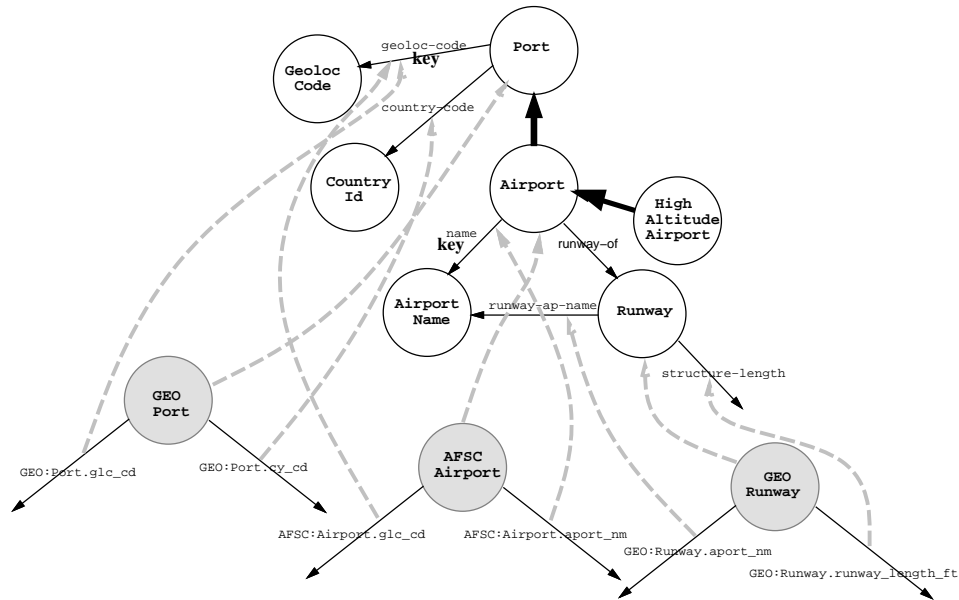 geoloc-code
key
Port
Geoloc
Code
country-code
Country
Id
Airport
High
Altitude
Airport
name
key
runway-of
Airport
Name
runway-ap-name
Runway
structure-length
GEO
Port
GEO:Port.glc_cd
GEO:Port.cy_cd
AFSC
Airport
AFSC:Airport.glc_cd
AFSC:Airport.aport_nm
GEO
Runway
GEO:Runway.aport_nm
GEO:Runway.runway_length_ft